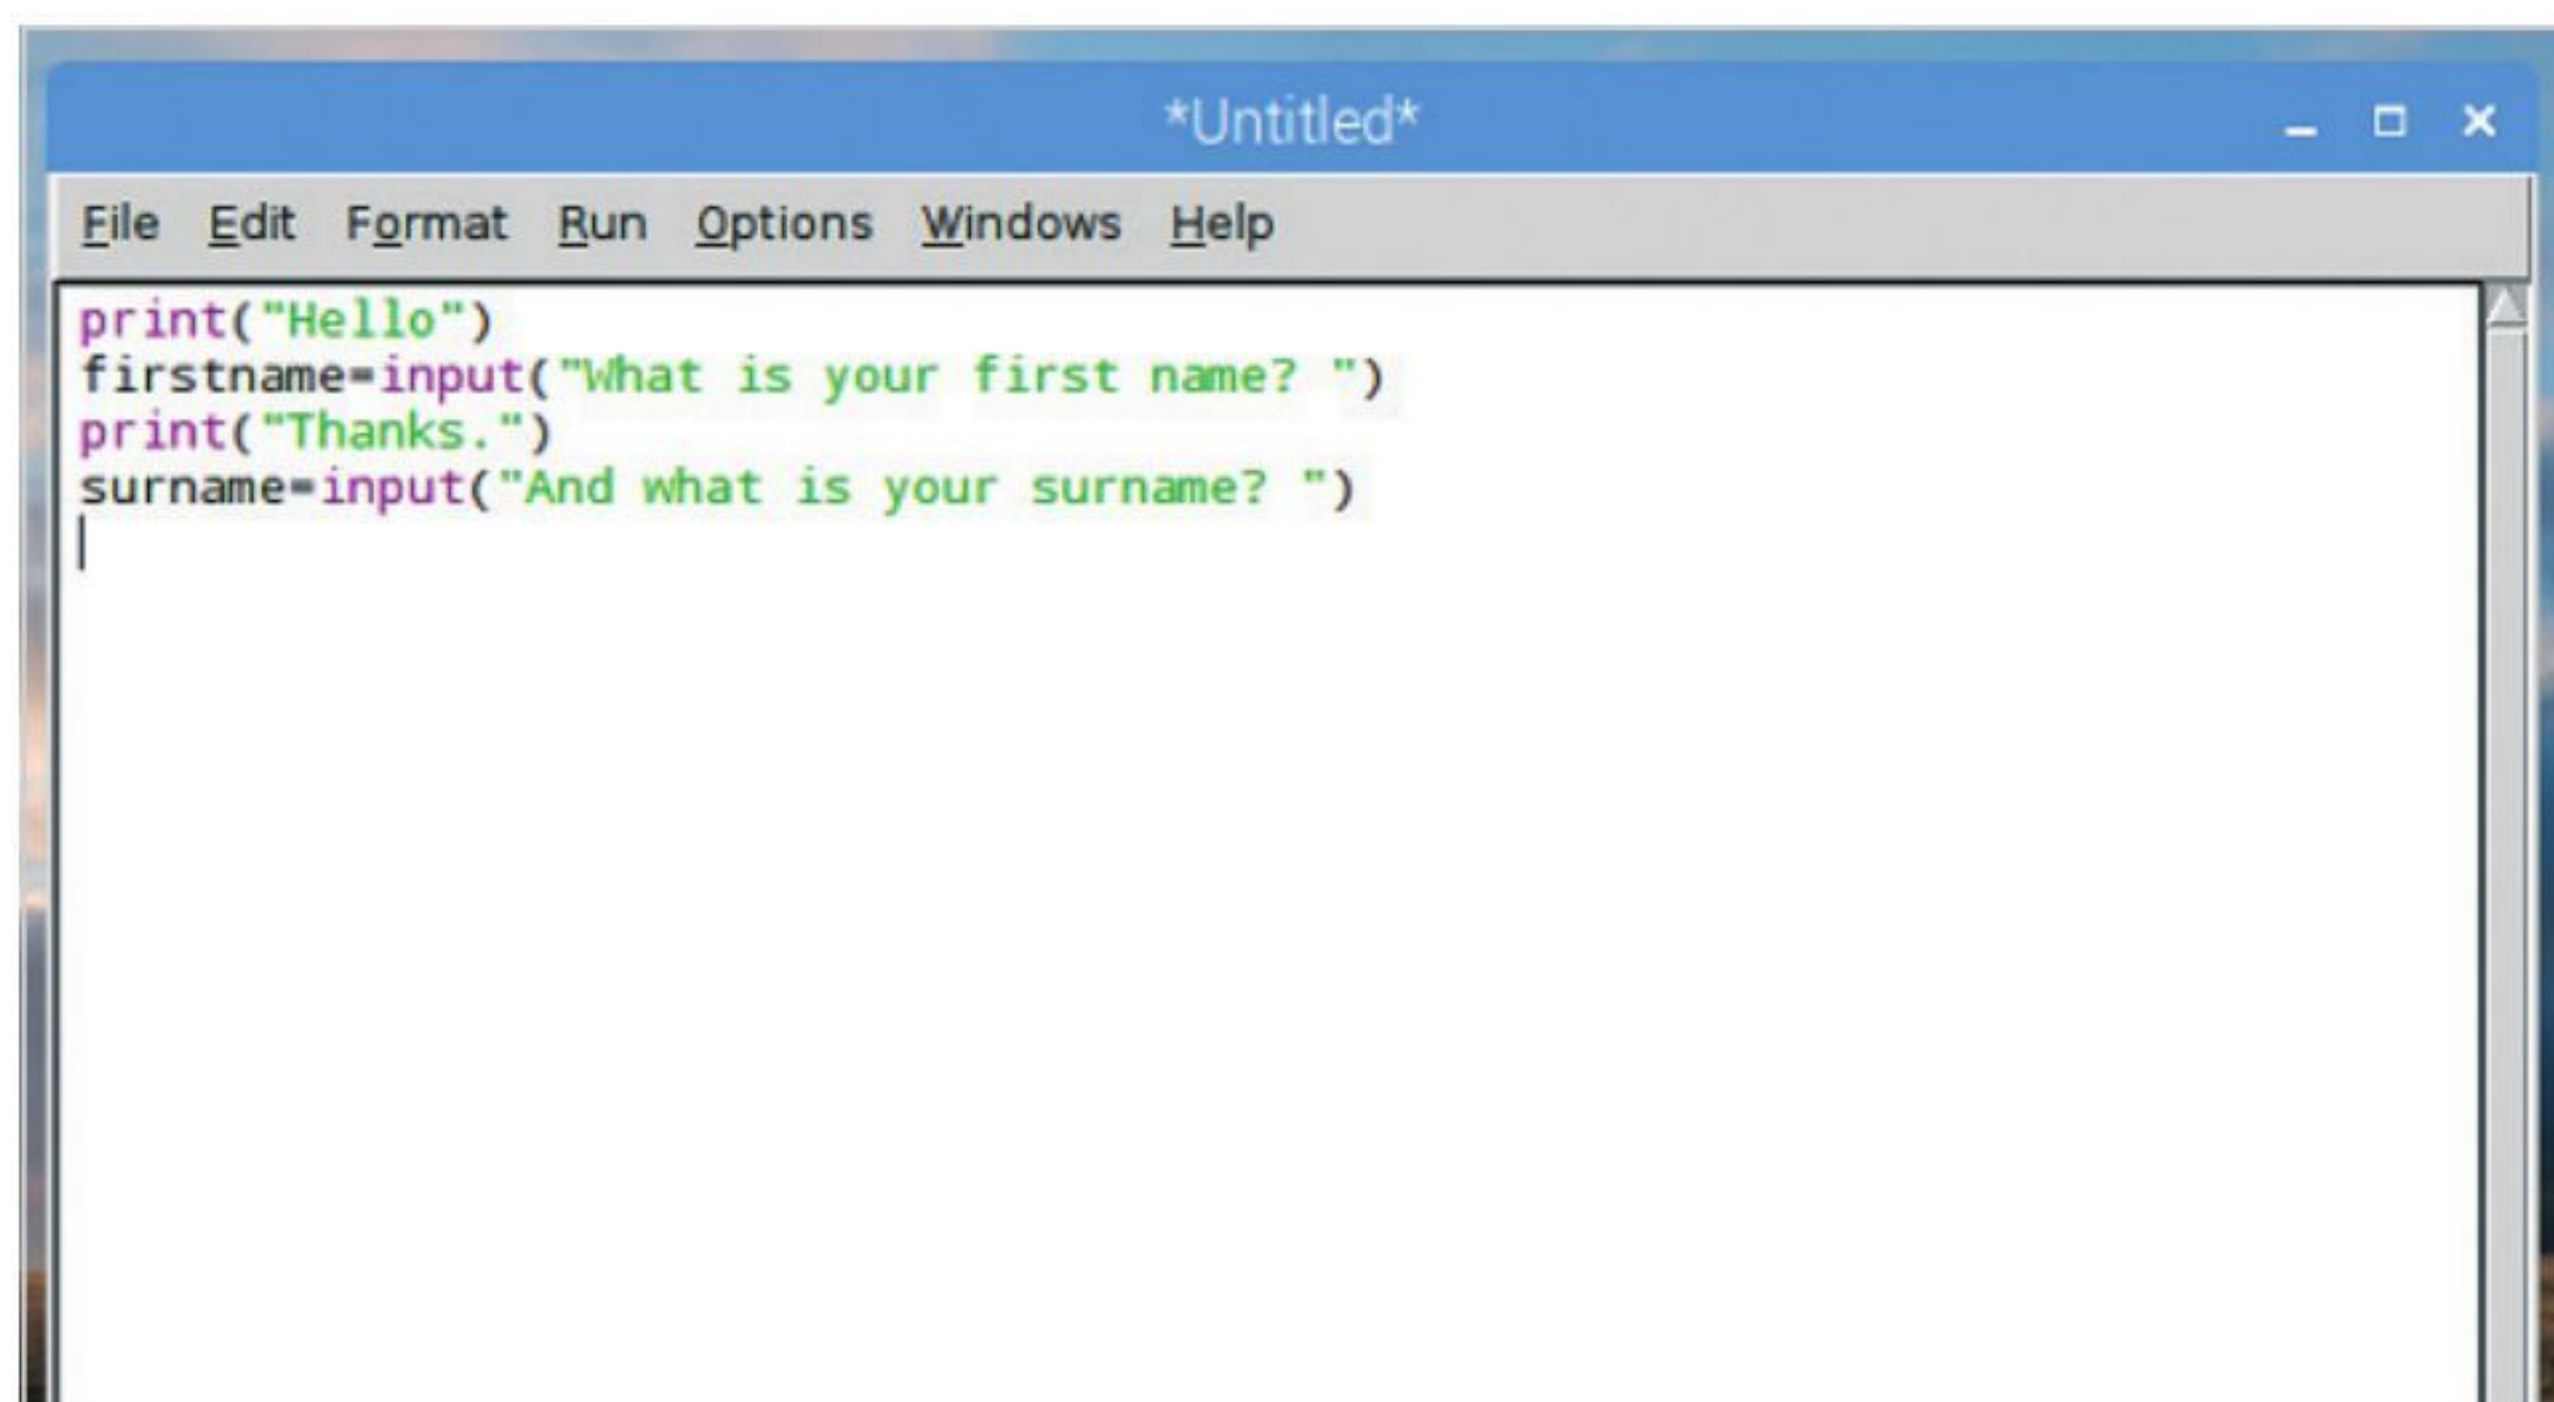 *Untitled*
File Edit Format Run Options Windows Help
print("Hello")
firstname=input("What is your first name? ")
print("Thanks.")
surname=input("And what is your surname? ")